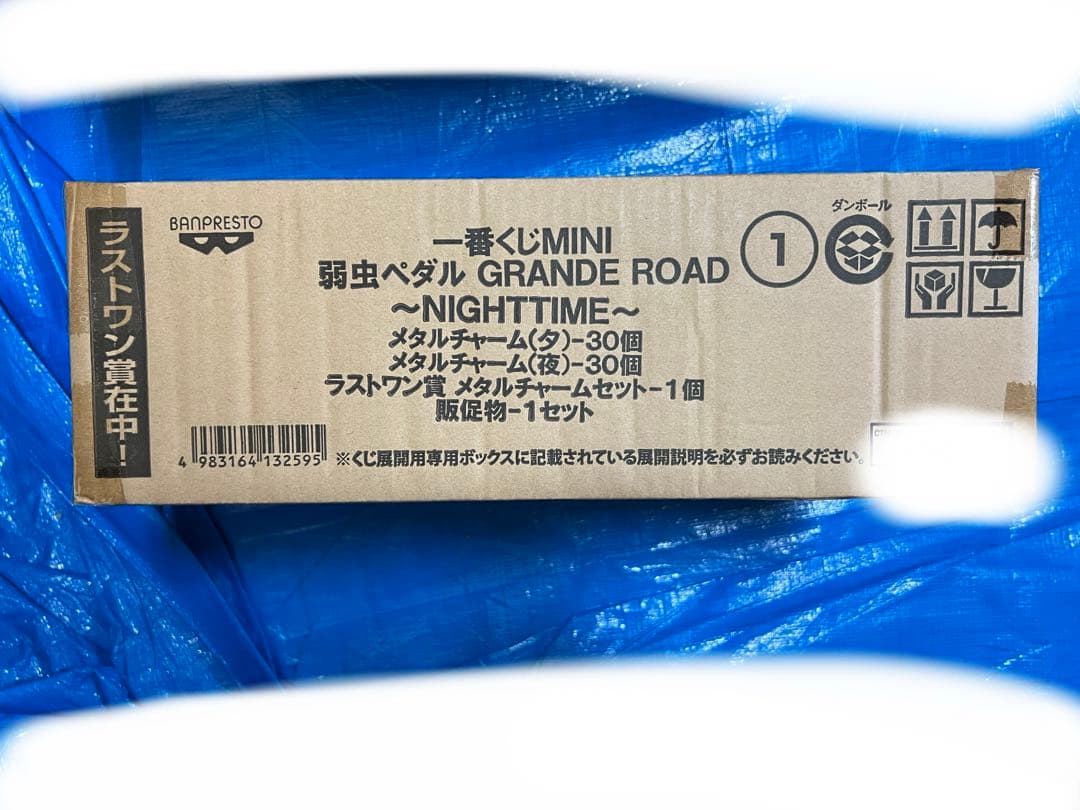 ラストワン賞在中!
BANPRESTO
一番くじMINI
弱虫ペダル GRANDE ROAD
～NIGHTTIME～
メタルチャーム(夕)-30個
メタルチャーム(夜)-30個
ラストワン賞 メタルチャームセット-1個
販促物-1セット
1
ダンボール
4 983164 132595
※くじ展開用専用ボックスに記載されている展開説明を必ずお読みください。